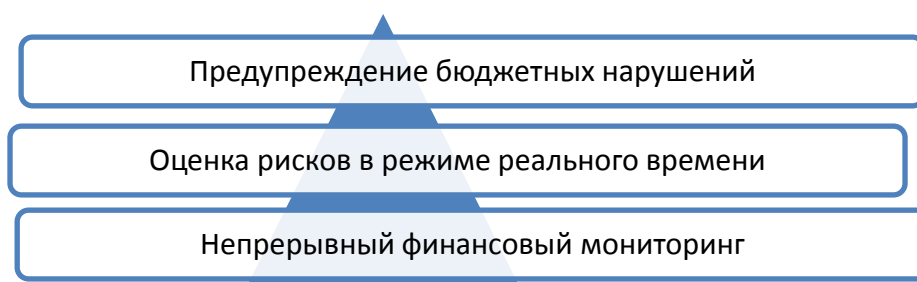 Предупреждение бюджетных нарушений
Оценка рисков в режиме реального времени
Непрерывный финансовый мониторинг